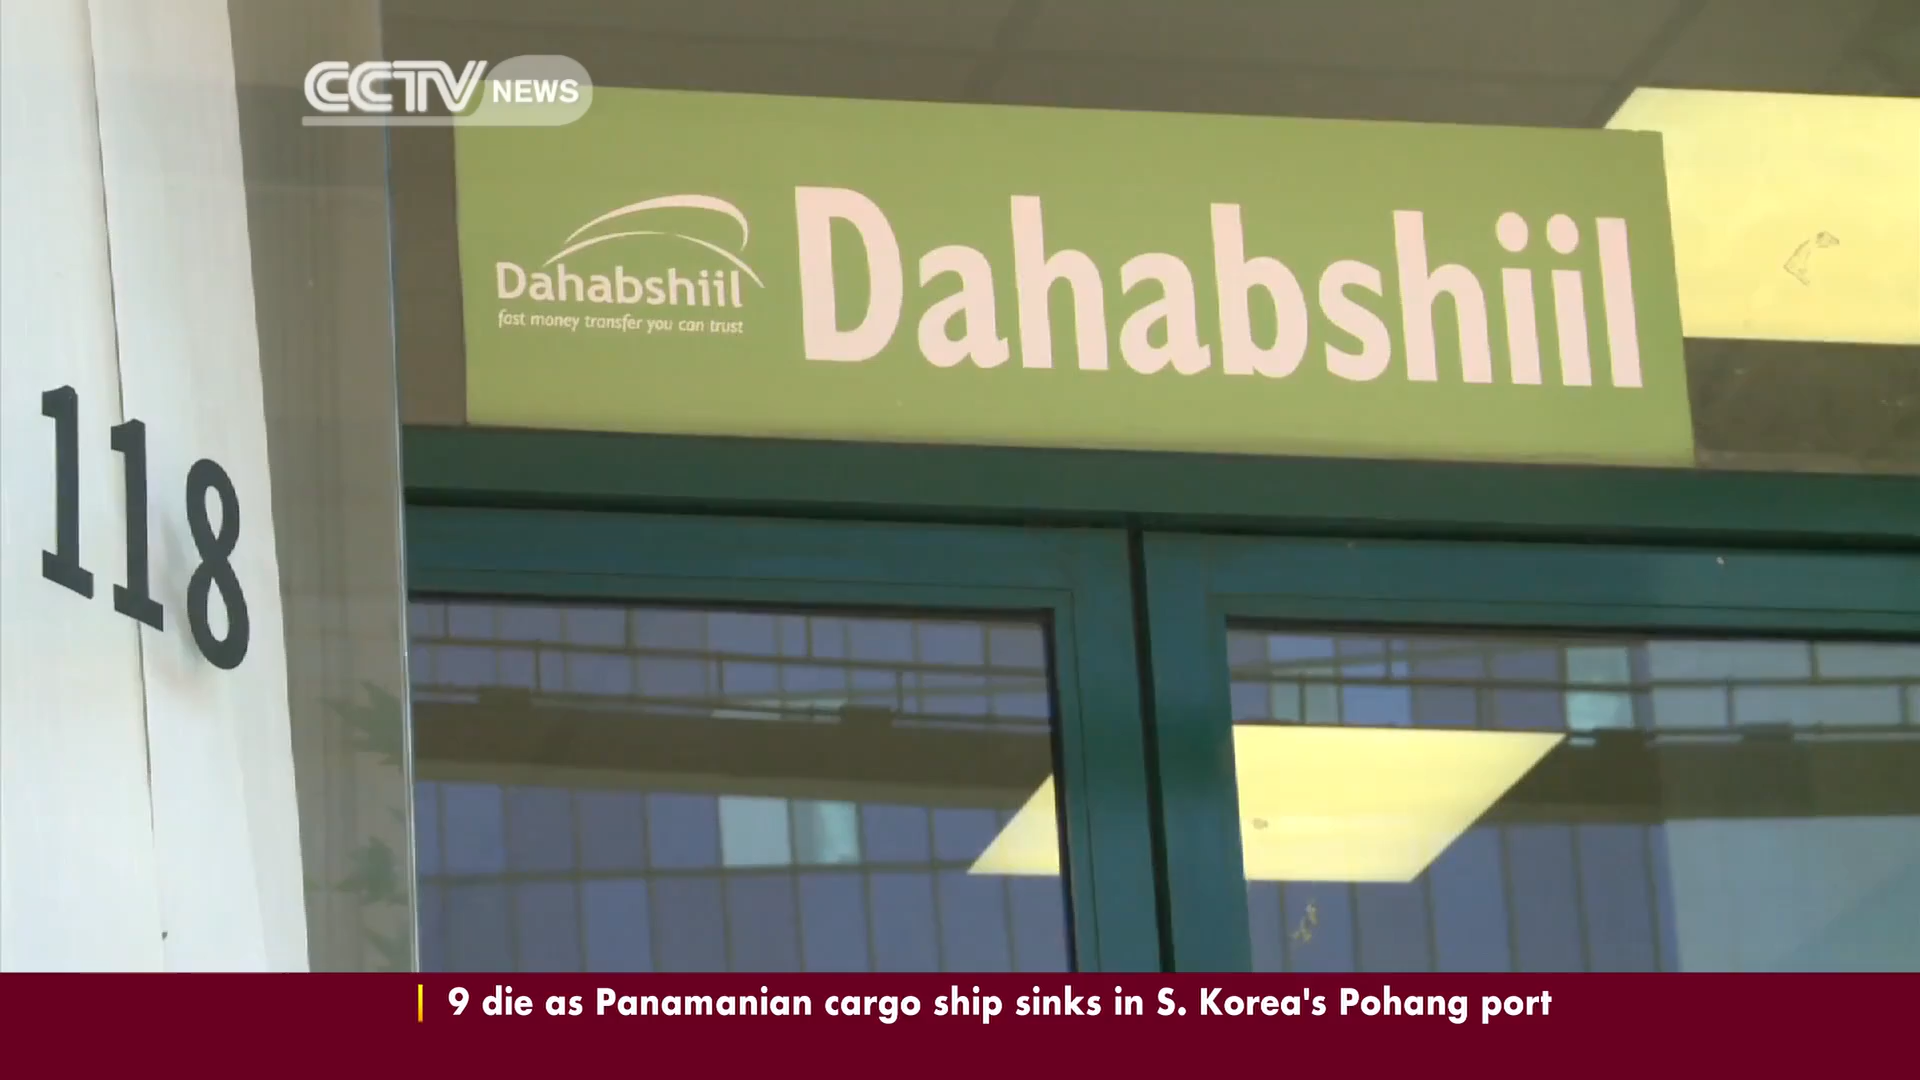 CCTV NEWS
Dahabshiil
fast money transfer you can trust
Dahabshiil
118
9 die as Panamanian cargo ship sinks in S. Korea's Pohang port